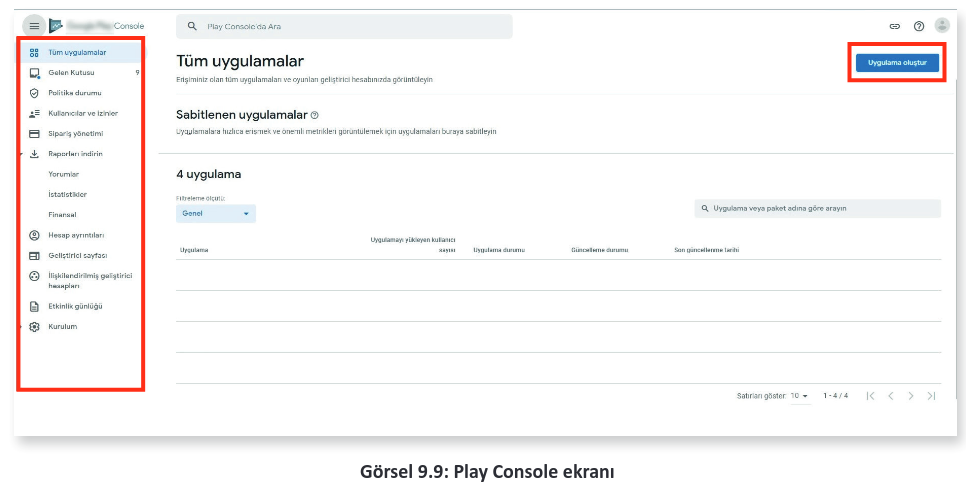 Console
Play Console'da Ara
Tüm uygulamalar
Gelen Kutusu 9
Politika durumu
Kullanıcılar ve izinler
Sipariş yönetimi
Raporları indirin
Yorumlar
İstatistikler
Finansal
Hesap ayrıntıları
Geliştirici sayfası
İlişkilendirilmiş geliştirici
hesapları
Etkinlik günlüğü
Kurulum
Tüm uygulamalar
Uygulama oluştur
Erişiminiz olan tüm uygulamaları ve oyunları geliştirici hesabınızda görüntüleyin
Sabitlenen uygulamalar
Uygulamalara hızlıca erişmek ve önemli metrikleri görüntülemek için uygulamaları buraya sabitleyin
4 uygulama
Filtreleme ölçütü:
Genel
Uygulama veya paket adına göre arayın
Uygulama
Uygulamayı yükleyen kullanıcı
sayısı
Uygulama durumu
Güncelleme durumu
Son güncellenme tarihi
Satırları göster: 10
1 - 4 / 4
Görsel 9.9: Play Console ekranı